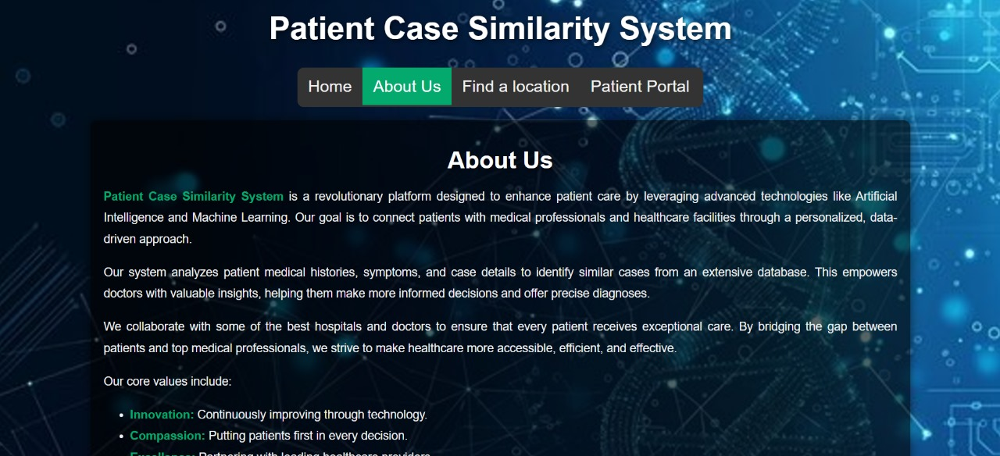 Patient Case Similarity System
Home About Us Find a location Patient Portal
About Us
Patient Case Similarity System is a revolutionary platform designed to enhance patient care by leveraging advanced technologies like Artificial
Intelligence and Machine Learning. Our goal is to connect patients with medical professionals and healthcare facilities through a personalized, data-
driven approach.
Our system analyzes patient medical histories, symptoms, and case details to identify similar cases from an extensive database. This empowers
doctors with valuable insights, helping them make more informed decisions and offer precise diagnoses.
We collaborate with some of the best hospitals and doctors to ensure that every patient receives exceptional care. By bridging the gap between
patients and top medical professionals, we strive to make healthcare more accessible, efficient, and effective.
Our core values include:
• Innovation: Continuously improving through technology.
• Compassion: Putting patients first in every decision.
Excellence: Partnering with leading healthcare providers.